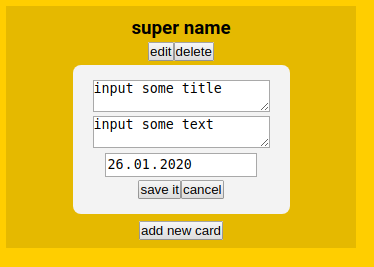 super name
edit delete
input some title
input some text
26.01.2020
save it cancel
add new card